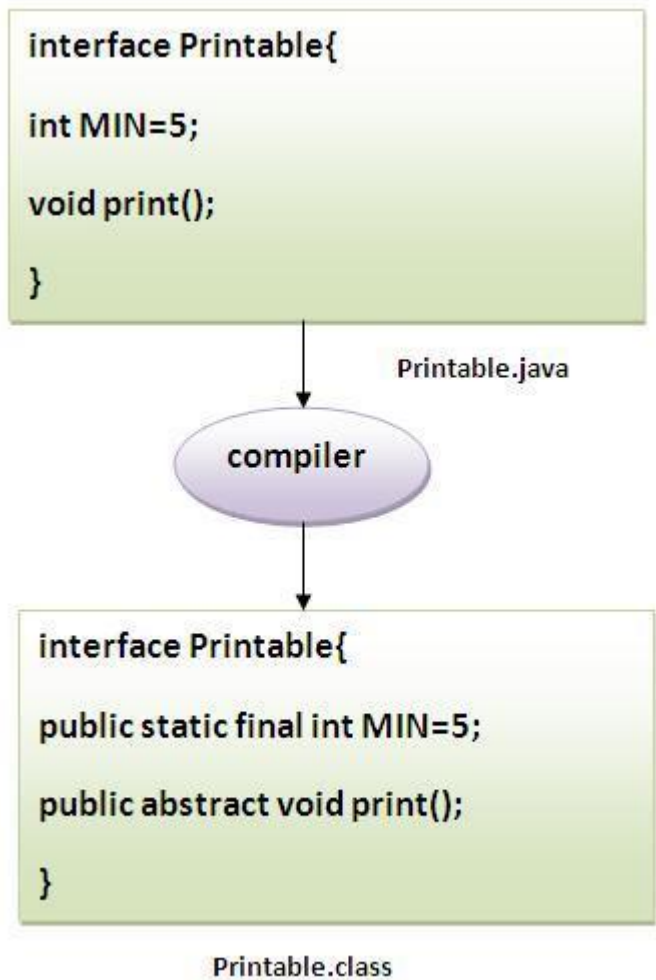 interface Printable{
int MIN=5;
void print();
}
Printable.java
compiler
interface Printable{
public static final int MIN=5;
public abstract void print();
}
Printable.class